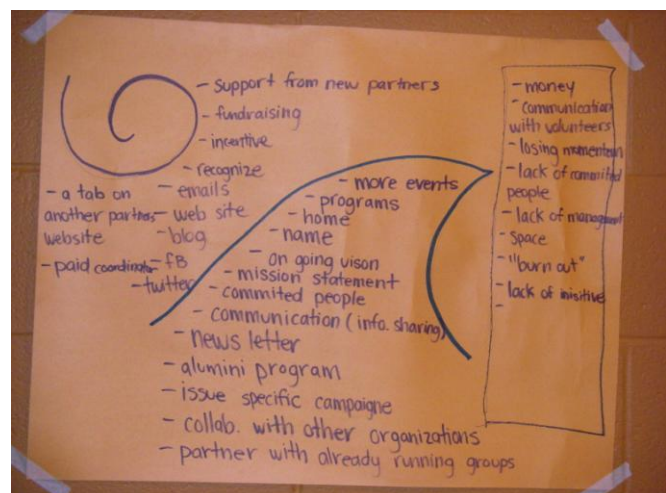 - support from new partners
- fundraising
- incentive
- recognize
- emails
- web site
- blog
- fB
- twitter
- a tab on
another partners
website
- paid coordinator
- more events
- programs
- home
- name
- on going vison
- mission statement
- commited people
- communication (info. sharing)
- news letter
- alumini program
- issue specific campaigne
- collab. with other organizations
- partner with already running groups
- money
- communication
with volunteers
- losing momentum
- lack of committed
people
- lack of management
- space
- "burn out"
- lack of inisitive
-